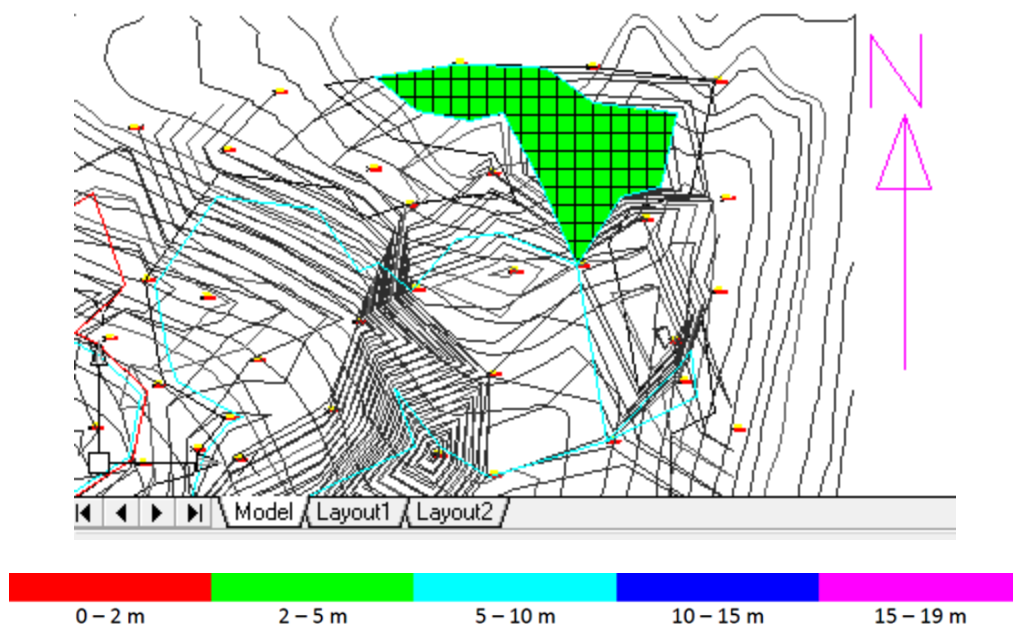 N
Model Layout1 Layout2
0 – 2 m 2 – 5 m 5 – 10 m 10 – 15 m 15 – 19 m